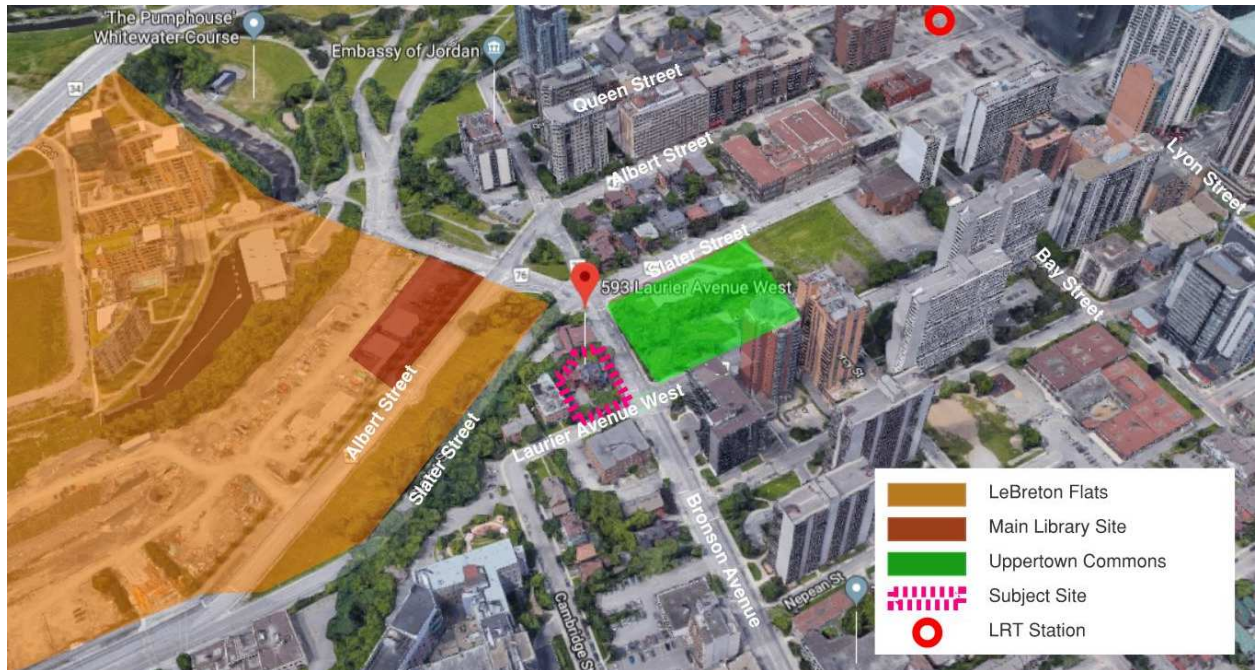 'The Pumphouse'
Whitewater Course
Embassy of Jordan
34
Queen Street
Albert Street
Lyon Street
Slater Street
76
593 Laurier Avenue West
Bay Street
Albert Street
Slater Street
Laurier Avenue West
Bronson Avenue
Cambridge St
Nepean St
LeBreton Flats
Main Library Site
Uppertown Commons
Subject Site
LRT Station